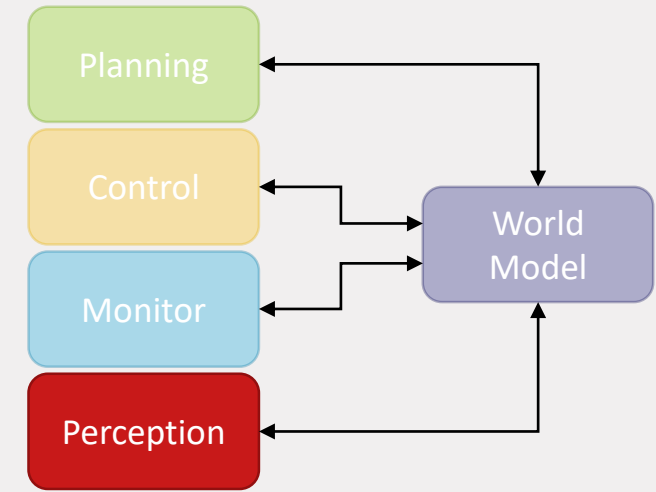 Planning
Control
Monitor
Perception
World
Model